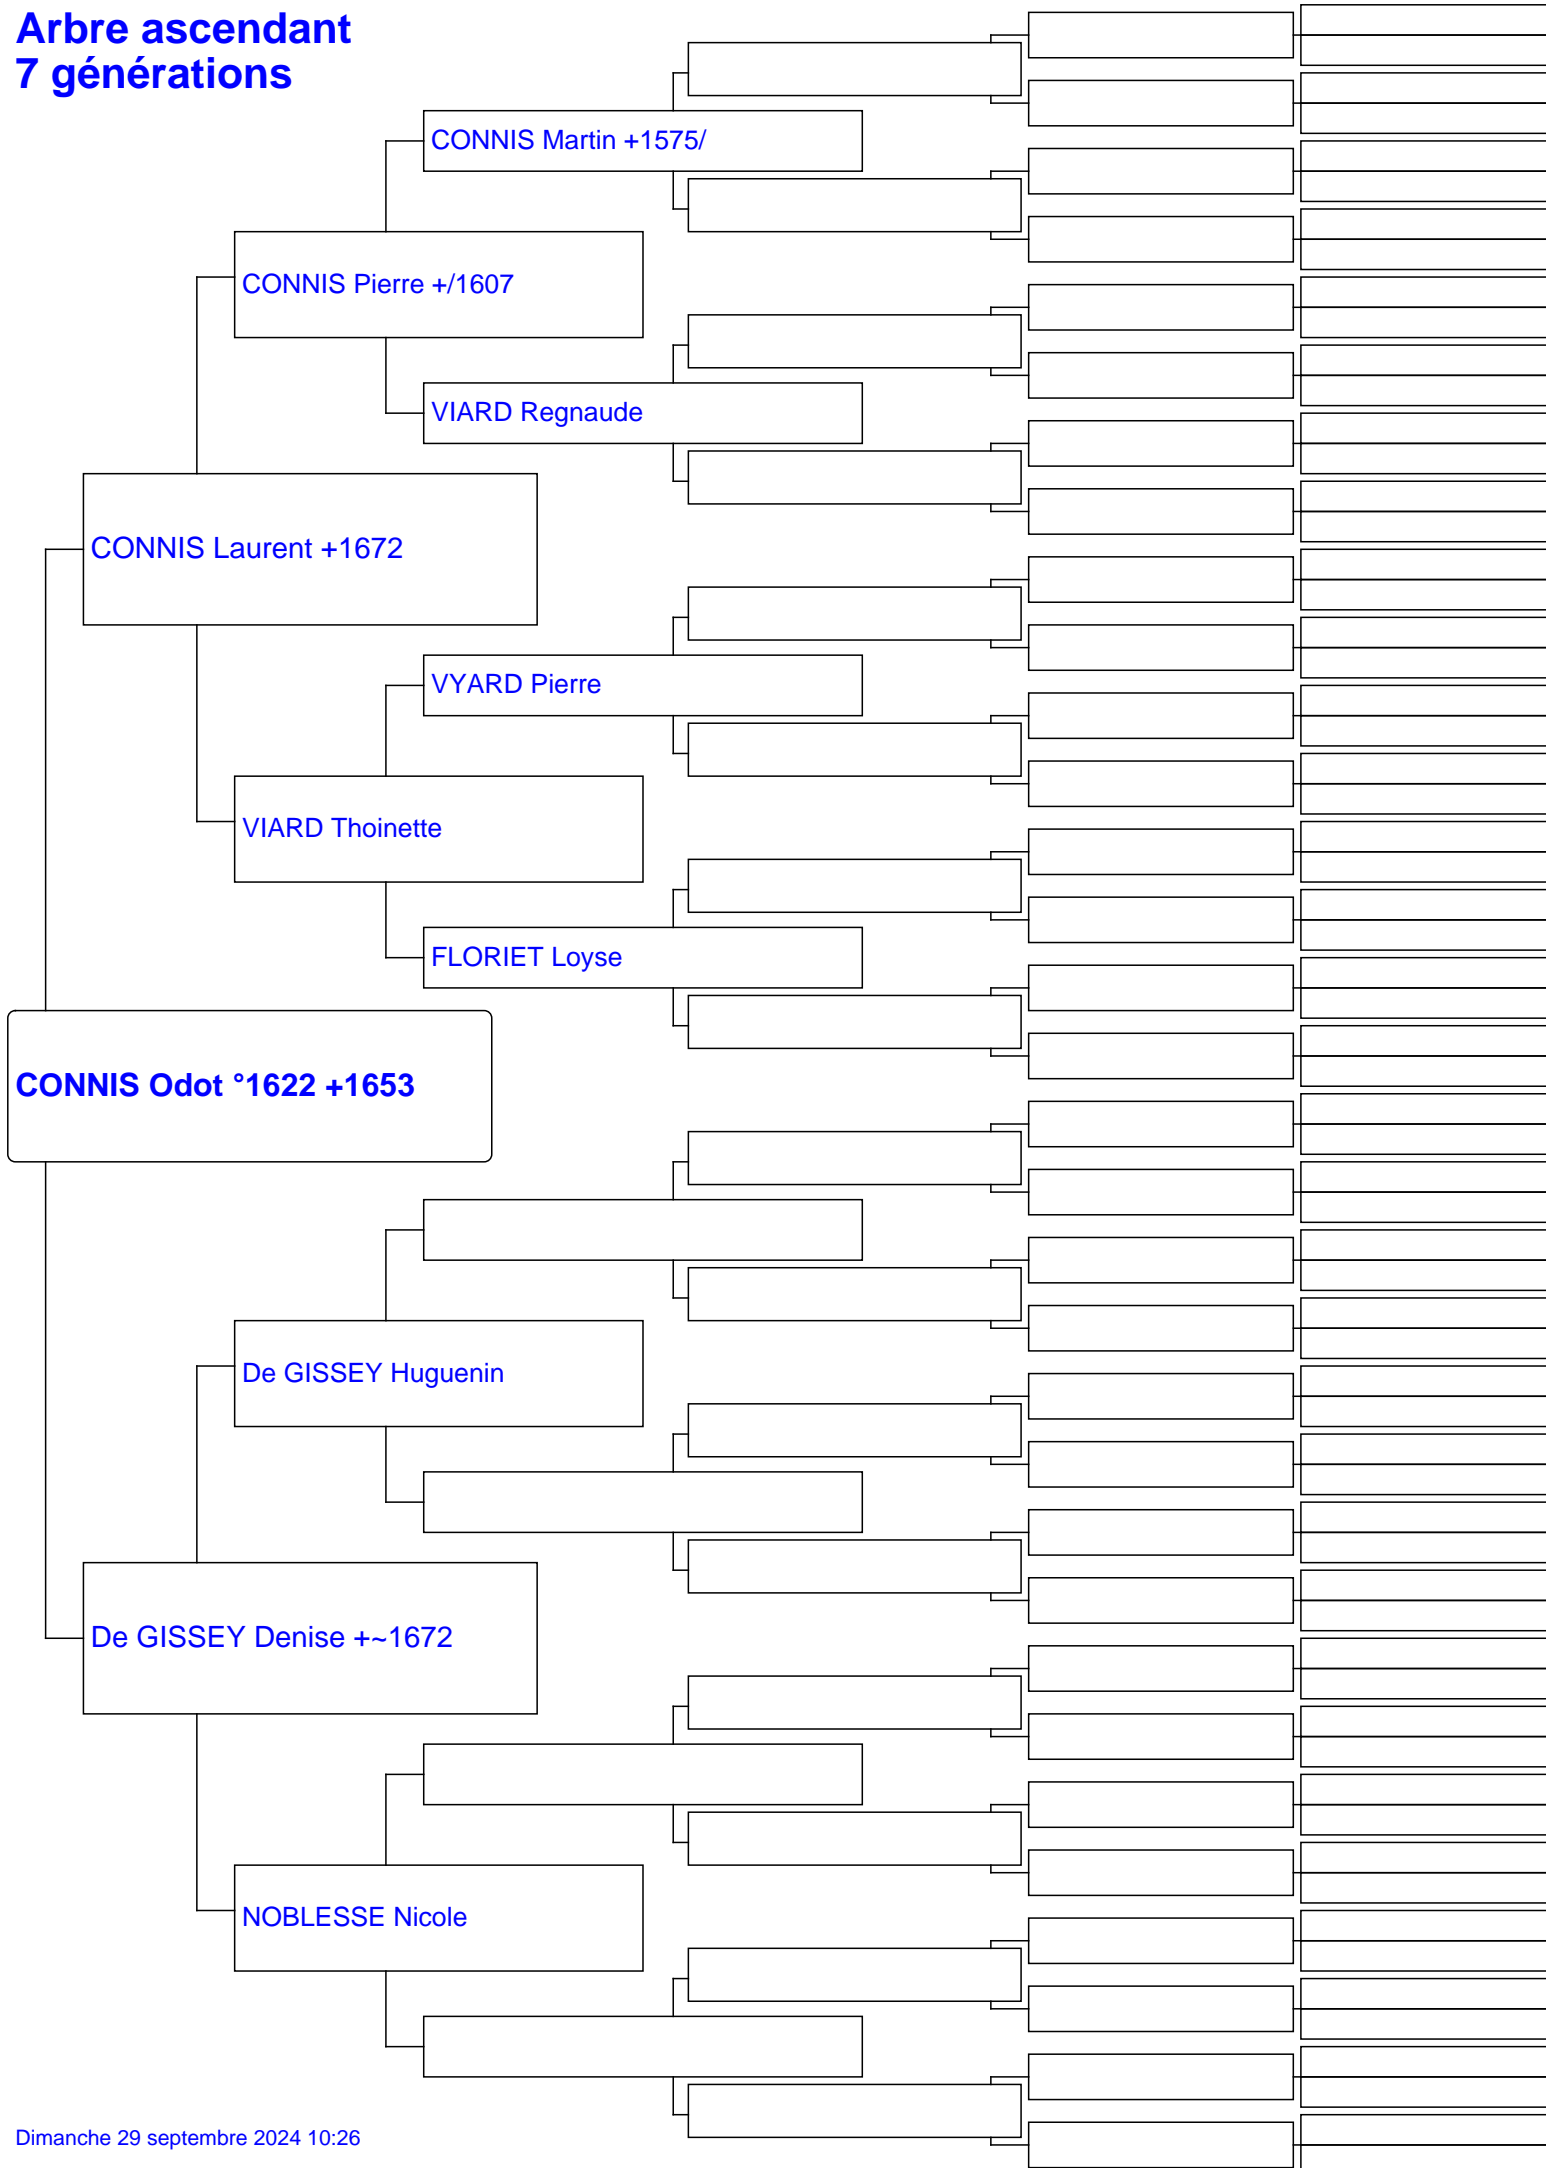 Arbre ascendant
7 générations
CONNIS Martin +1575/
CONNIS Pierre +/1607
VIARD Regnaude
CONNIS Laurent +1672
VYARD Pierre
VIARD Thoinette
FLORIET Loyse
CONNIS Odot °1622 +1653
De GISSEY Huguenin
De GISSEY Denise +~1672
NOBLESSE Nicole
Dimanche 29 septembre 2024 10:26